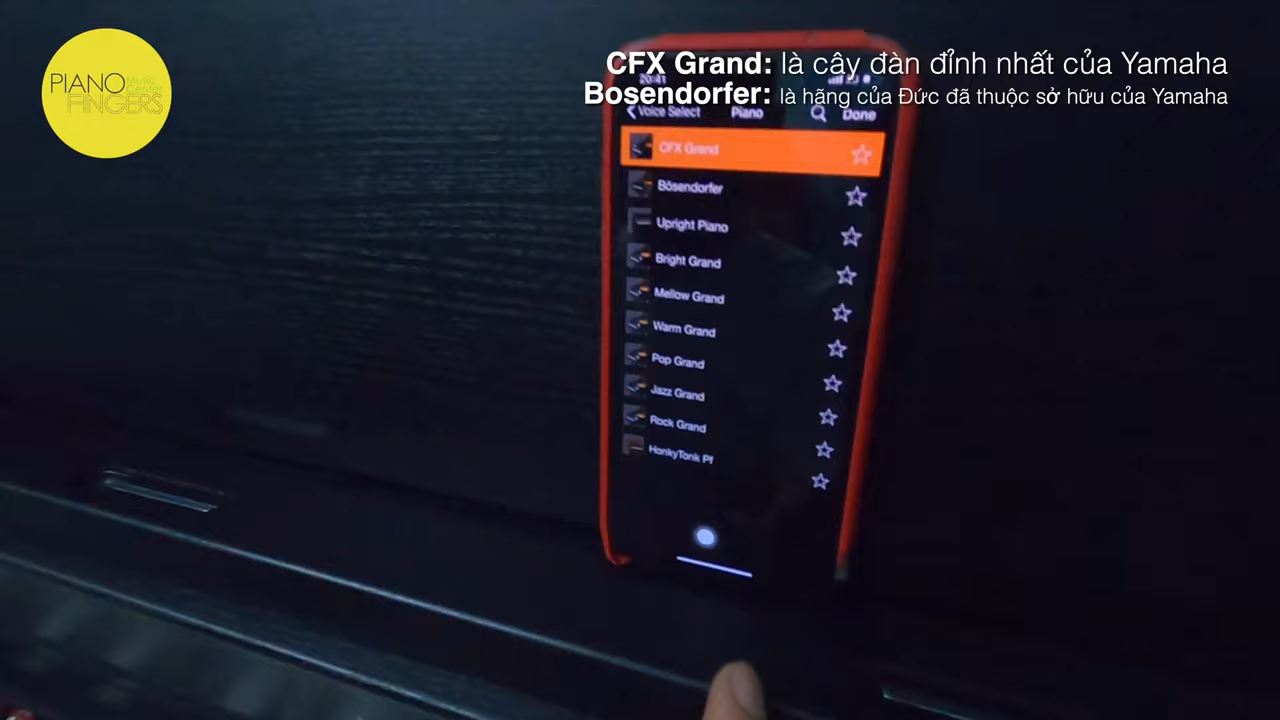 PIANO
Music
Center
FINGERS
CFX Grand: là cây đàn đỉnh nhất của Yamaha
Bosendorfer: là hãng của Đức đã thuộc sở hữu của Yamaha
20:41
Voice Select Piano Done
CFX Grand
Bösendorfer
Upright Piano
Bright Grand
Mellow Grand
Warm Grand
Pop Grand
Jazz Grand
Rock Grand
HonkyTonk Pf